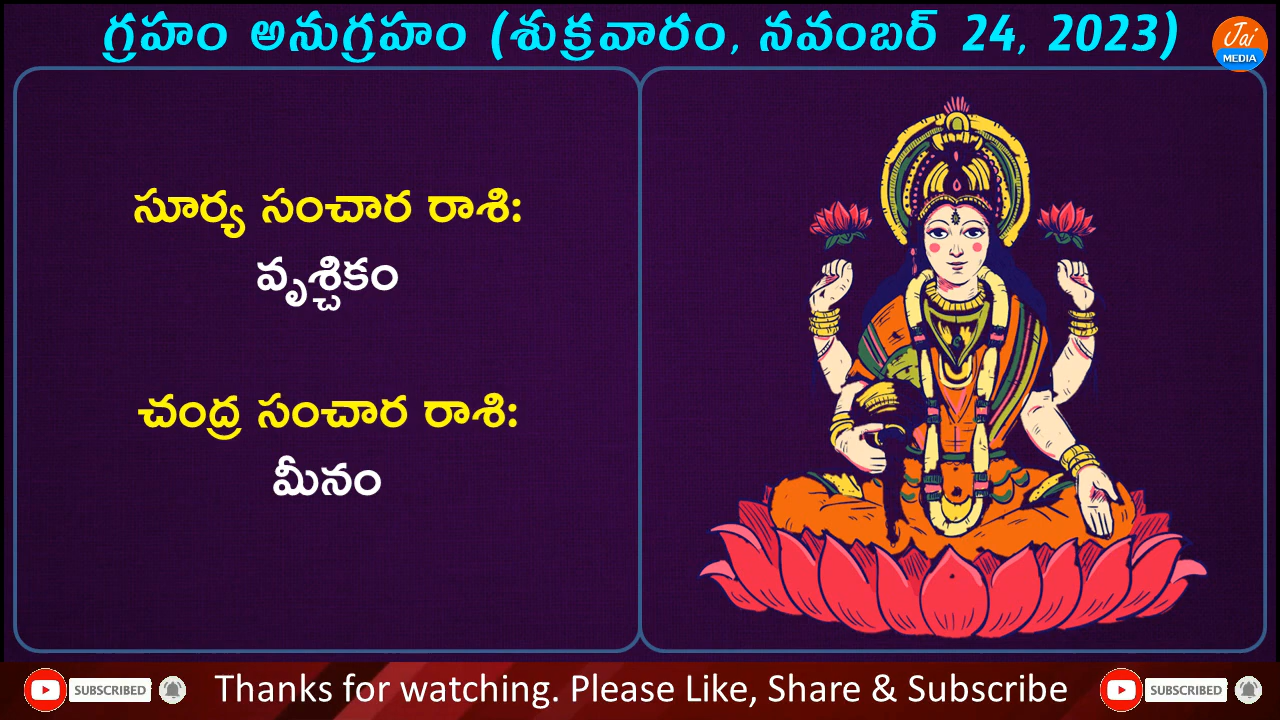 గ్రహం అనుగ్రహం (శుక్రవారం, నవంబర్ 24, 2023)
Jai
MEDIA
సూర్య సంచార రాశి:
వృశ్చికం
చంద్ర సంచార రాశి:
మీనం
SUBSCRIBED
Thanks for watching. Please Like, Share & Subscribe
SUBSCRIBED